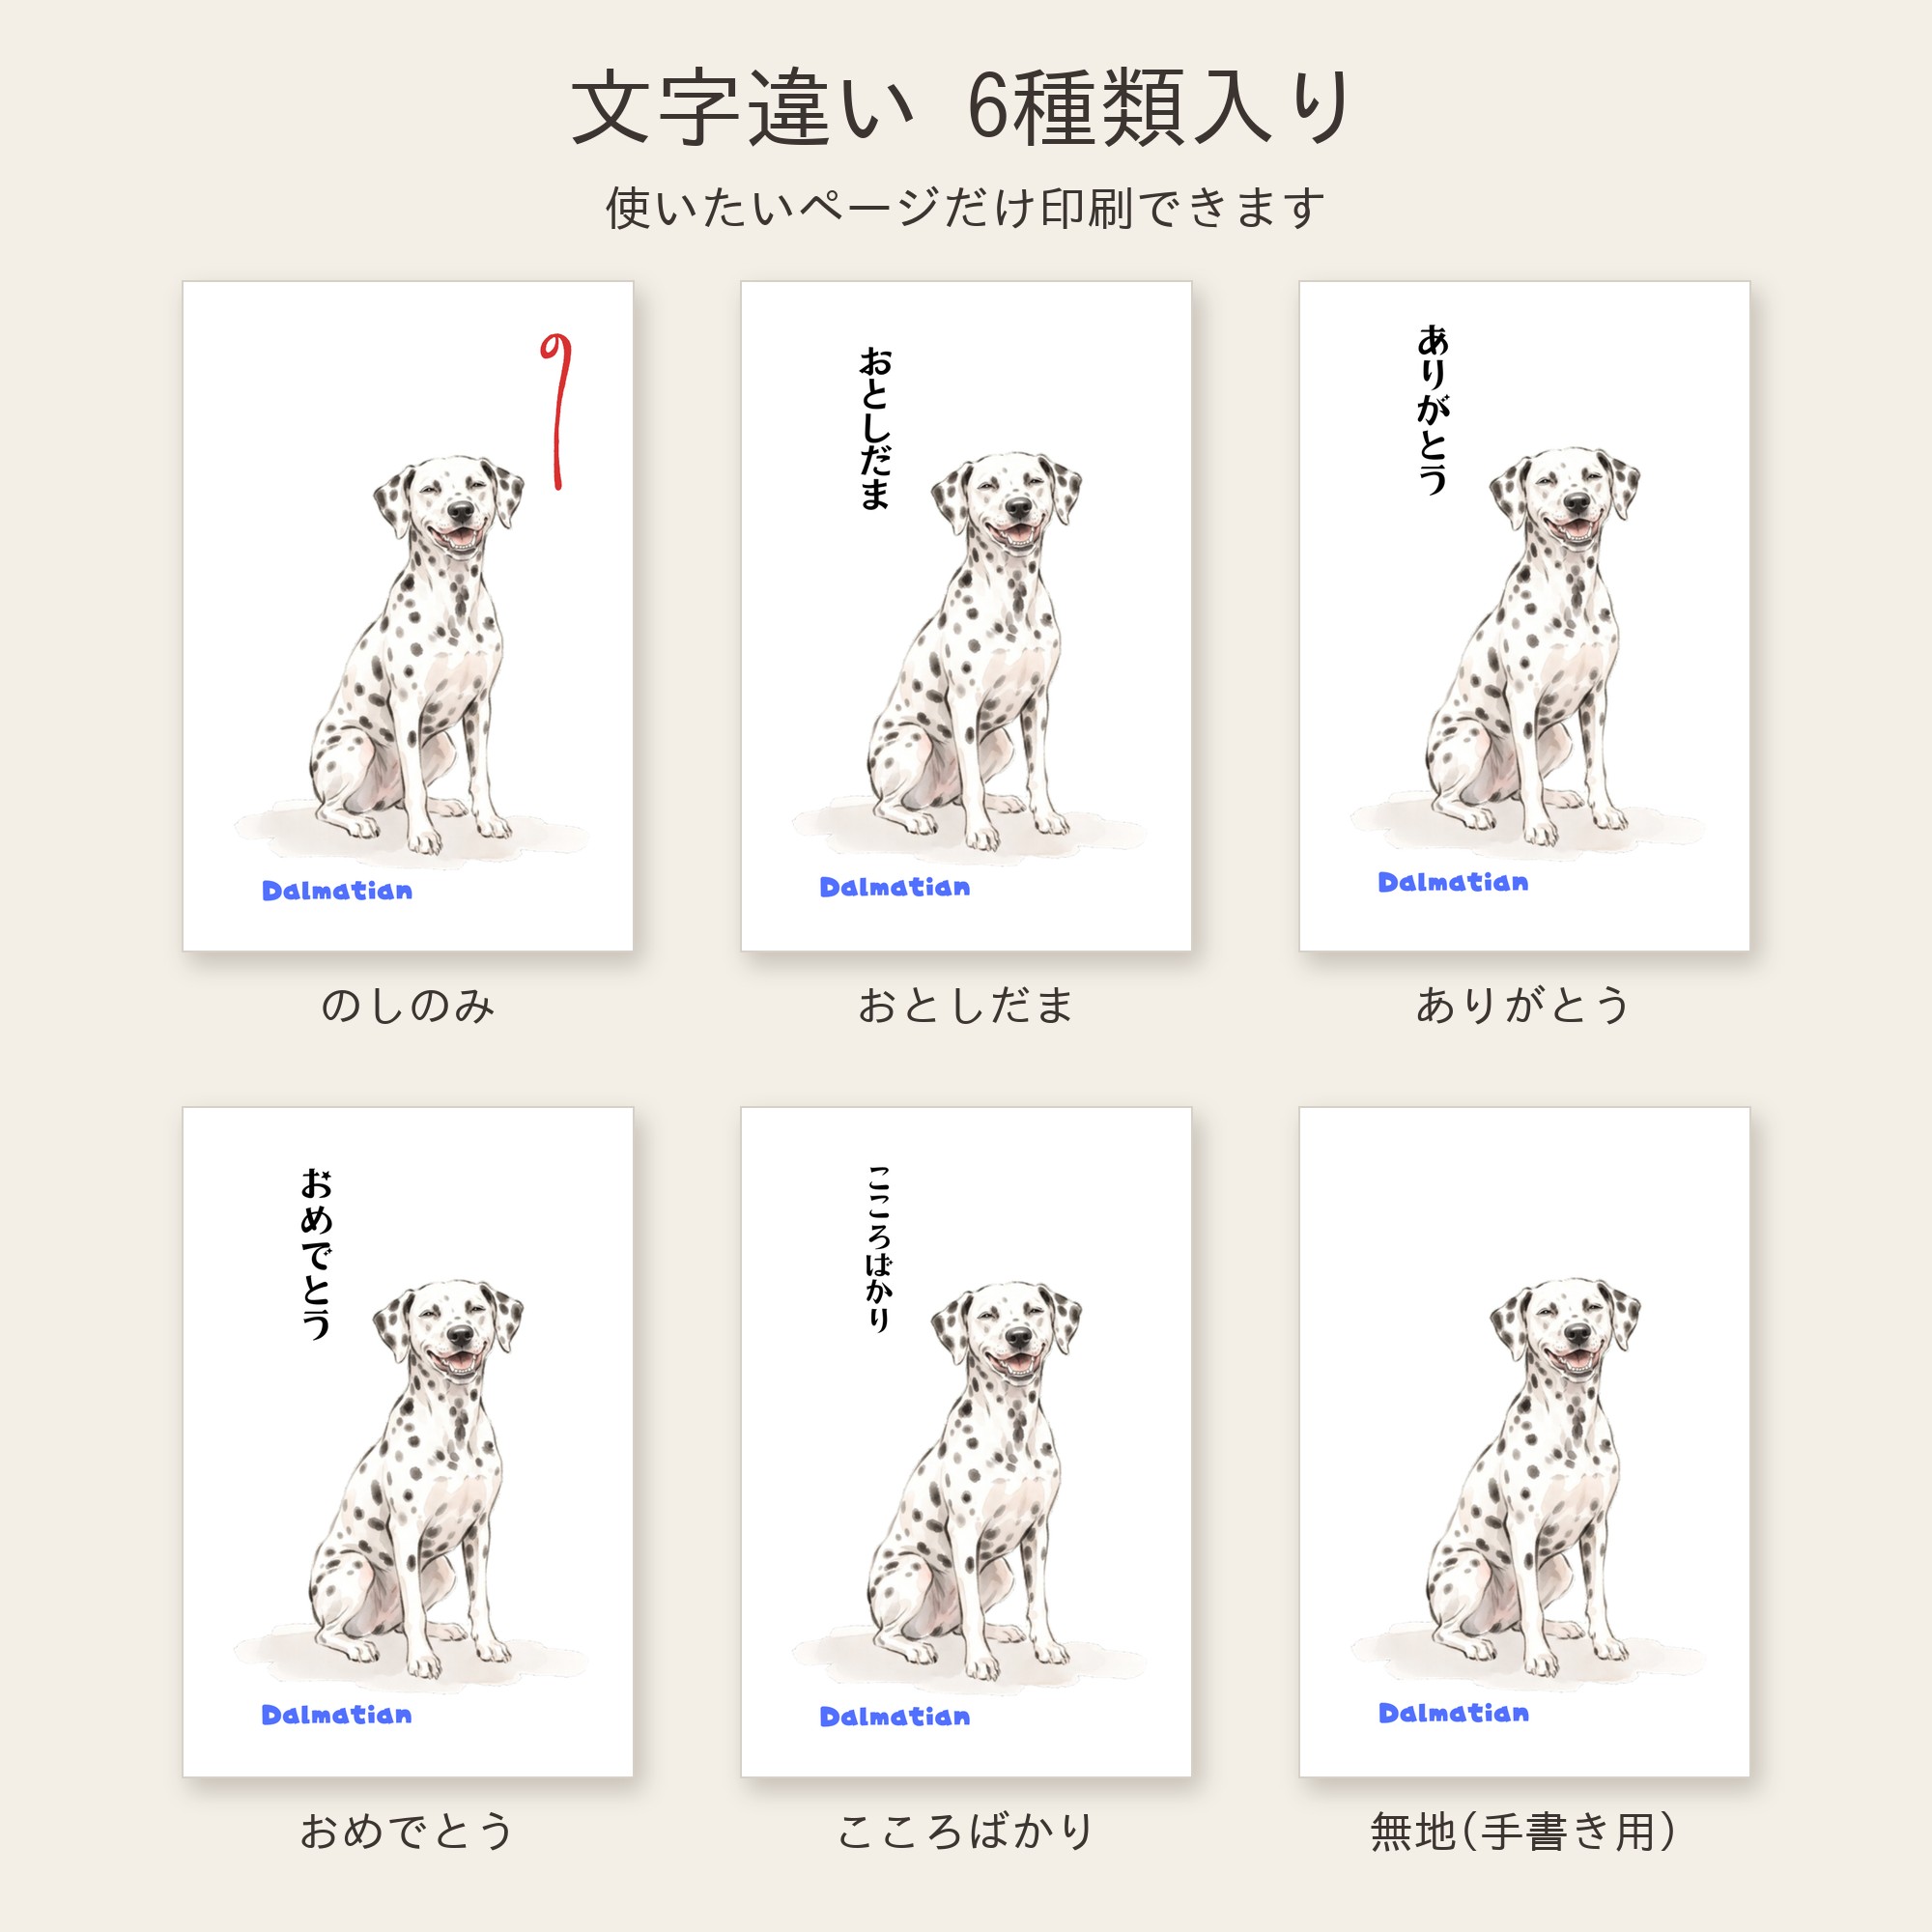 文字違い 6種類入り
使いたいページだけ印刷できます
の
Dalmatian
のしのみ
おとしだま
Dalmatian
おとしだま
ありがとう
Dalmatian
ありがとう
おめでとう
Dalmatian
おめでとう
こころばかり
Dalmatian
こころばかり
Dalmatian
無地(手書き用)